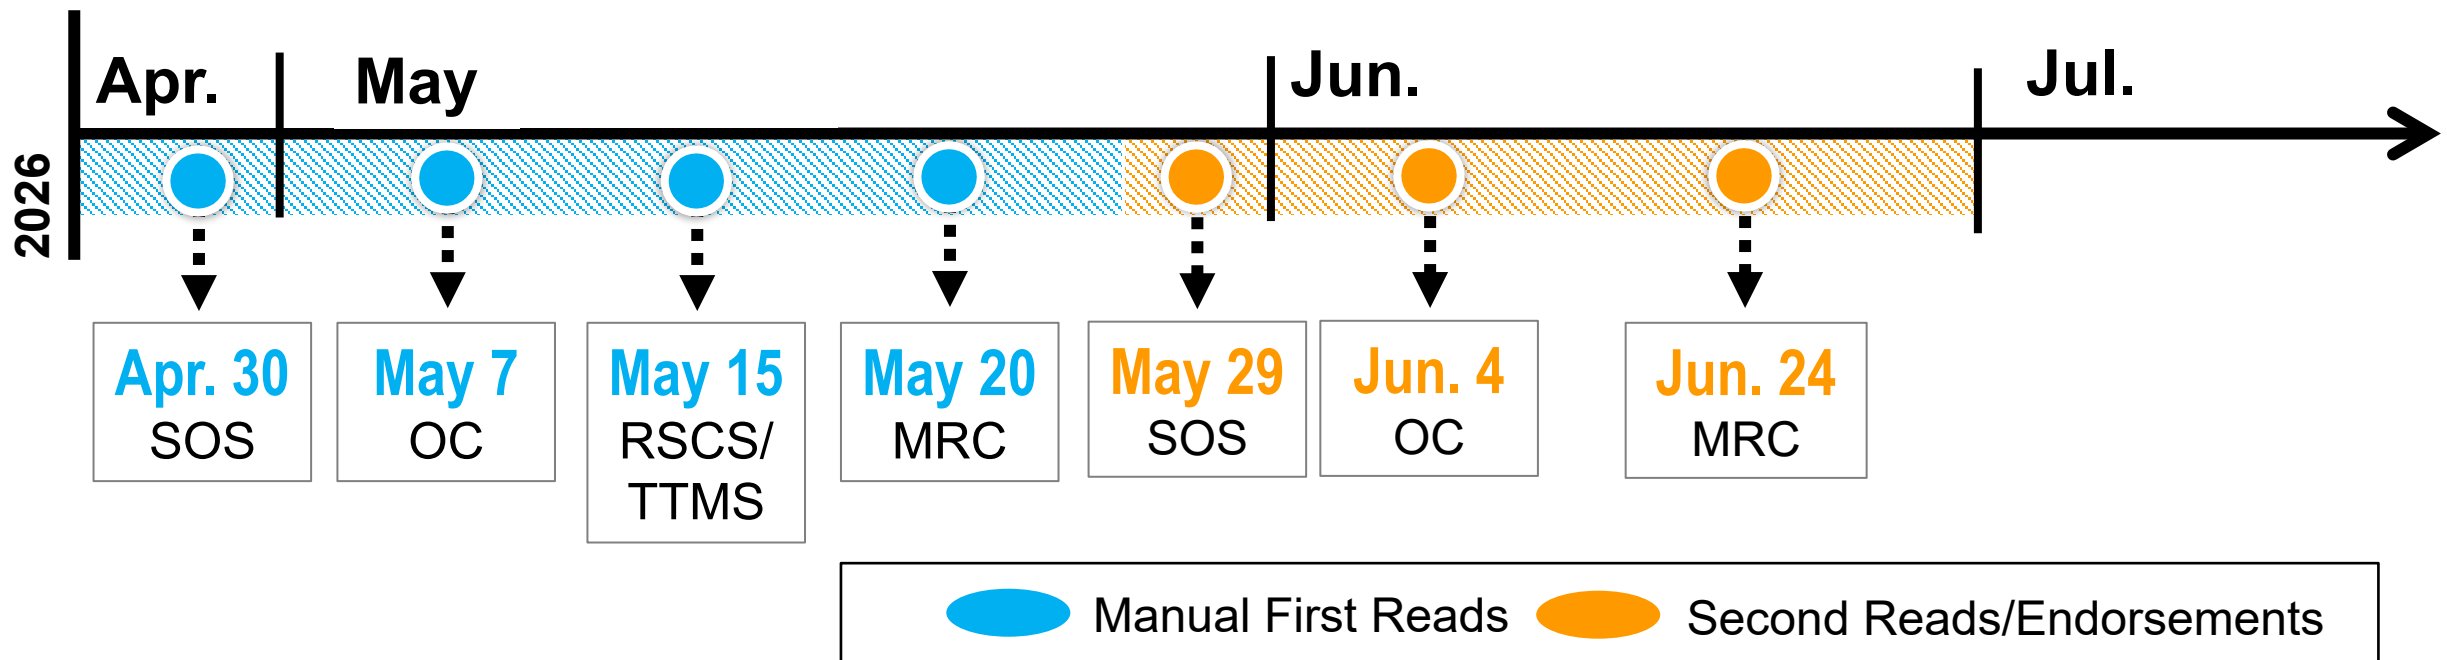 Apr.
May
Jun.
Jul.
2026
Apr. 30
SOS
May 7
OC
May 15
RSCS/
TTMS
May 20
MRC
May 29
SOS
Jun. 4
OC
Jun. 24
MRC
Manual First Reads
Second Reads/Endorsements